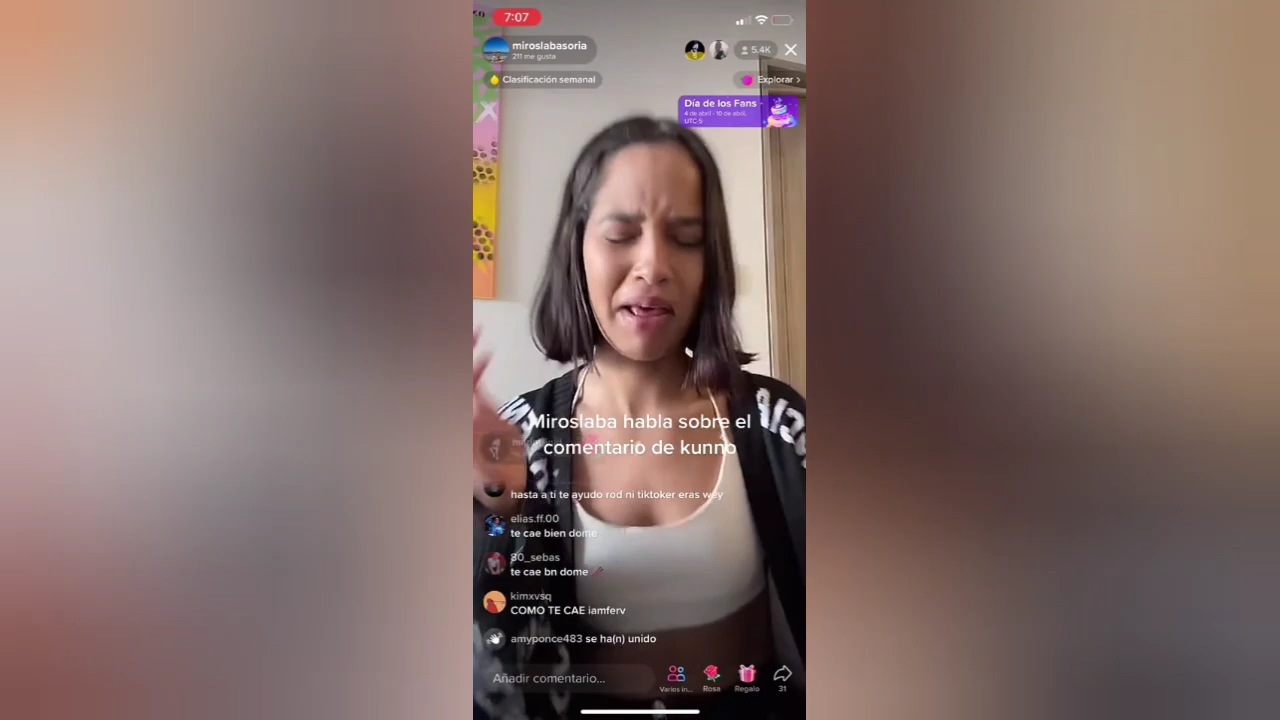 7:07
miroslabasoria
211 me gusta
5.4K
Clasificación semanal
Explorar >
Día de los Fans -
4 de abril - 10 de abril,
UTC-5
Miroslaba habla sobre el
comentario de kunno
hasta a ti te ayudo rod ni tiktoker eras wey
elias.ff.00
te cae bien dome
80_sebas
te cae bn dome
kimxvsq
COMO TE CAE iamferv
amyponce483 se ha(n) unido
Añadir comentario...
Varios in...
Rosa
Regalo
31